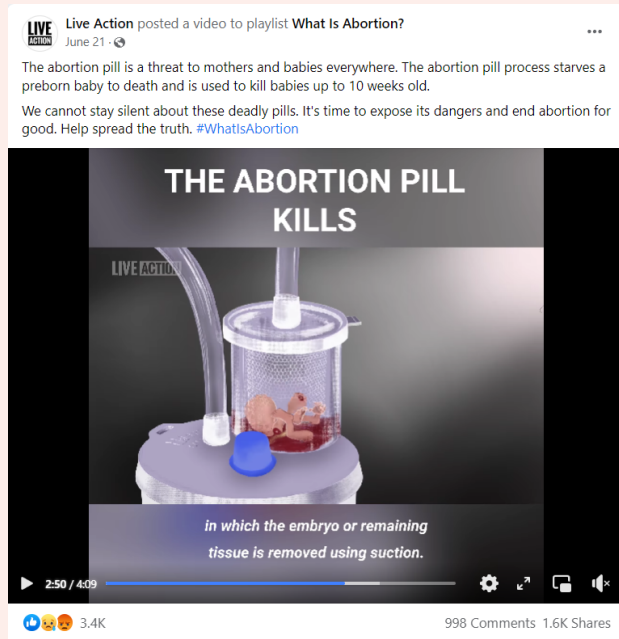 LIVE
ACTION
Live Action posted a video to playlist What Is Abortion?
June 21 ·
The abortion pill is a threat to mothers and babies everywhere. The abortion pill process starves a
preborn baby to death and is used to kill babies up to 10 weeks old.
We cannot stay silent about these deadly pills. It's time to expose its dangers and end abortion for
good. Help spread the truth. #WhatIsAbortion
THE ABORTION PILL
KILLS
LIVE ACTION
in which the embryo or remaining
tissue is removed using suction.
2:50 / 4:09
3.4K
998 Comments 1.6K Shares